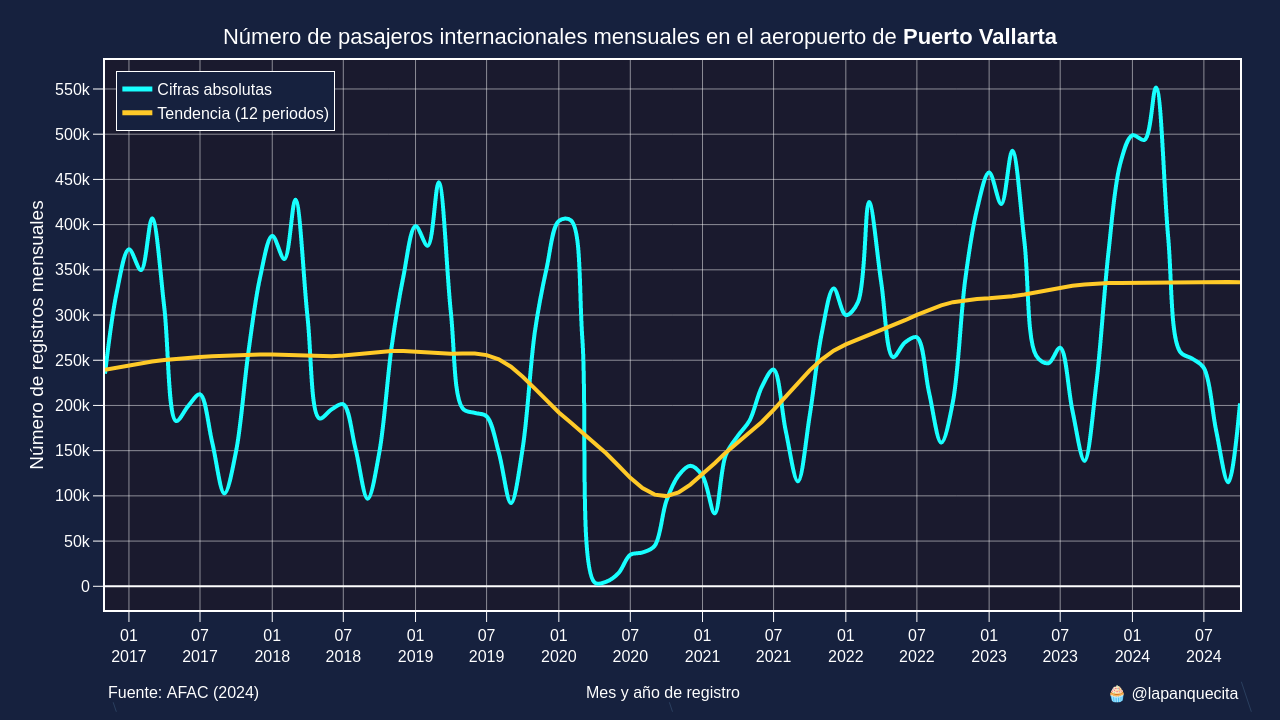 Número de pasajeros internacionales mensuales en el aeropuerto de Puerto Vallarta
Cifras absolutas
Tendencia (12 periodos)
Número de registros mensuales
550k
500k
450k
400k
350k
300k
250k
200k
150k
100k
50k
0
01 07 01 07 01 07 01 07 01 07 01 07 01 07 01 07
2017 2017 2018 2018 2019 2019 2020 2020 2021 2021 2022 2022 2023 2023 2024 2024
Fuente: AFAC (2024)
Mes y año de registro
🧁 @lapanquecita